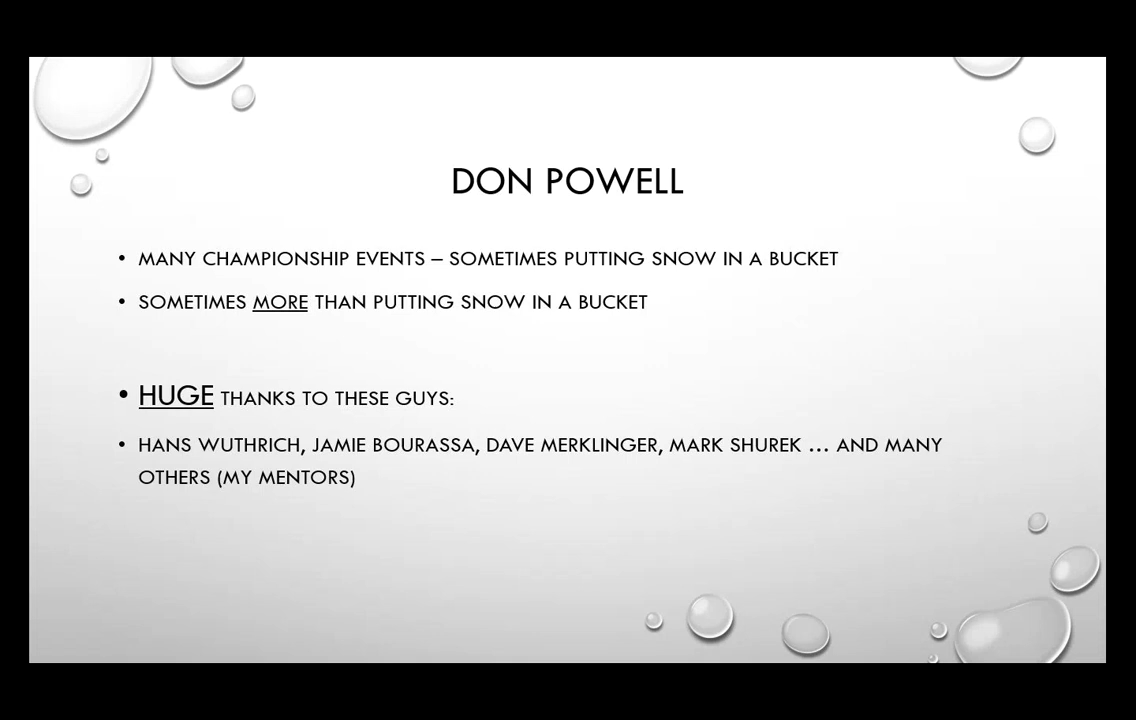 DON POWELL
• MANY CHAMPIONSHIP EVENTS – SOMETIMES PUTTING SNOW IN A BUCKET
• SOMETIMES MORE THAN PUTTING SNOW IN A BUCKET
• HUGE THANKS TO THESE GUYS:
• HANS WUTHRICH, JAMIE BOURASSA, DAVE MERKLINGER, MARK SHUREK … AND MANY
OTHERS (MY MENTORS)